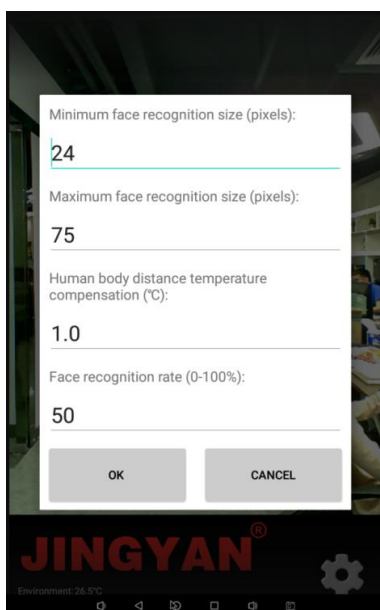 Minimum face recognition size (pixels):
24
Maximum face recognition size (pixels):
75
Human body distance temperature
compensation (℃):
1.0
Face recognition rate (0-100%):
50
OK
CANCEL
JINGYAN®
Environment: 26.5℃